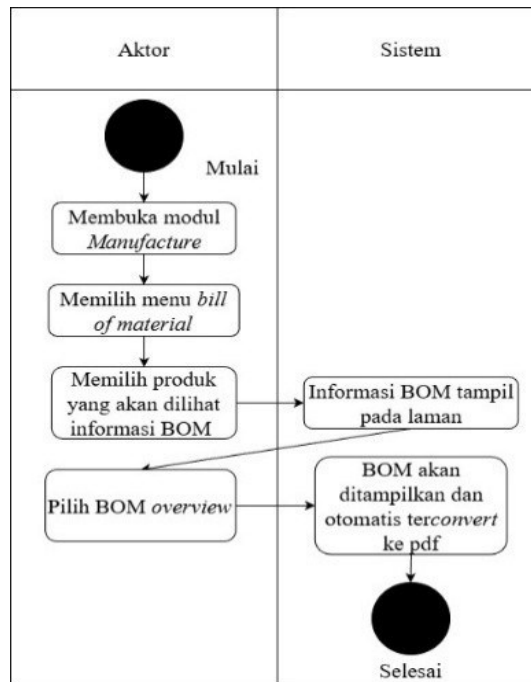 Aktor
Sistem
Mulai
Membuka modul
Manufacture
Memilih menu bill
of material
Memilih produk
yang akan dilihat
informasi BOM
Informasi BOM tampil
pada laman
Pilih BOM overview
BOM akan
ditampilkan dan
otomatis terconvert
ke pdf
Selesai